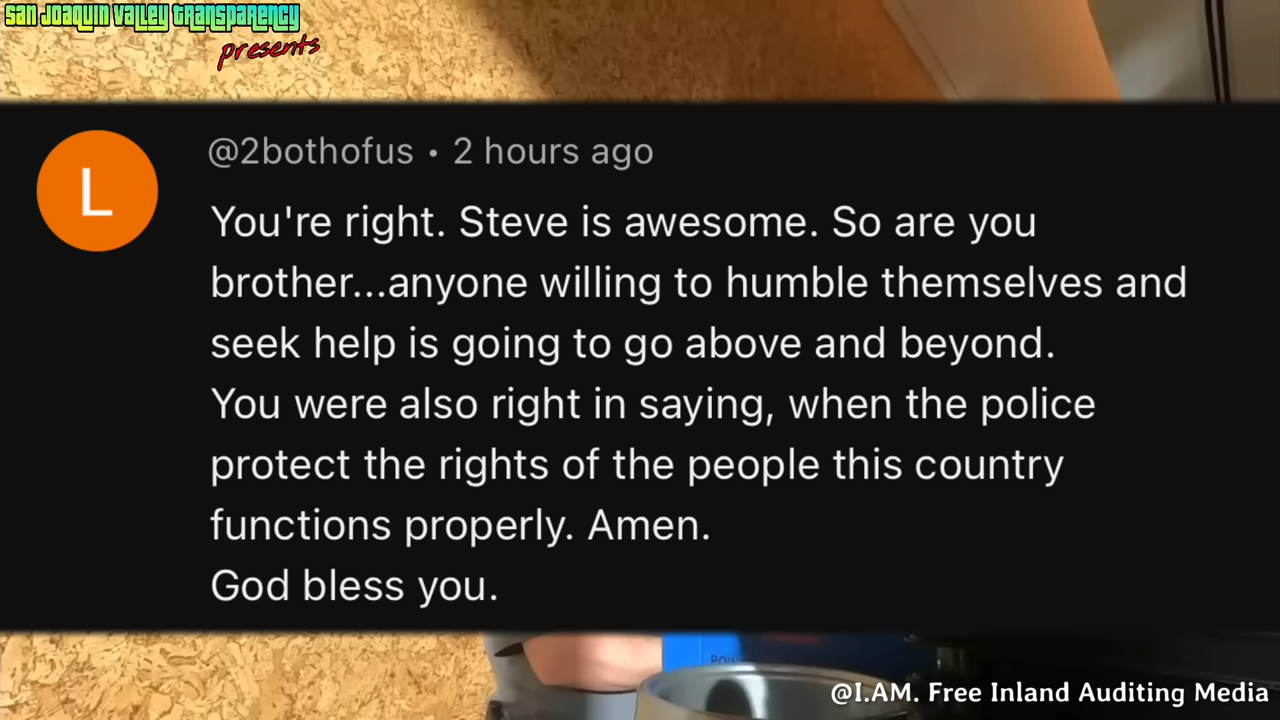 San Joaquin Valley Transparency
presents
L
@2bothofus • 2 hours ago
You're right. Steve is awesome. So are you
brother...anyone willing to humble themselves and
seek help is going to go above and beyond.
You were also right in saying, when the police
protect the rights of the people this country
functions properly. Amen.
God bless you.
@I.AM. Free Inland Auditing Media